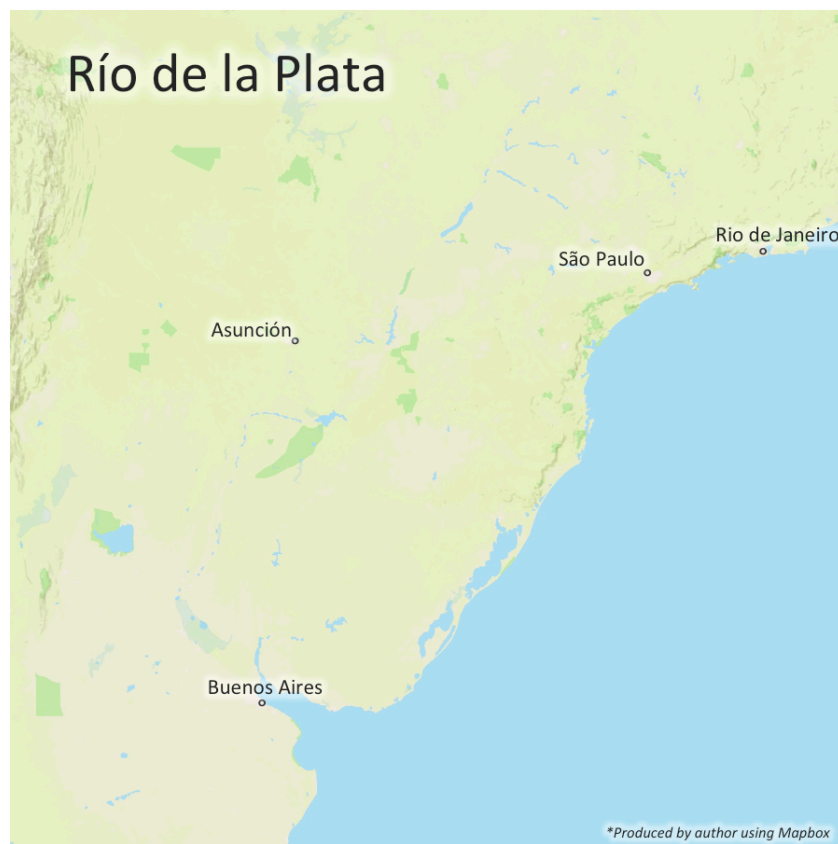 Río de la Plata
Rio de Janeiro
São Paulo
Asunción
Buenos Aires
*Produced by author using Mapbox